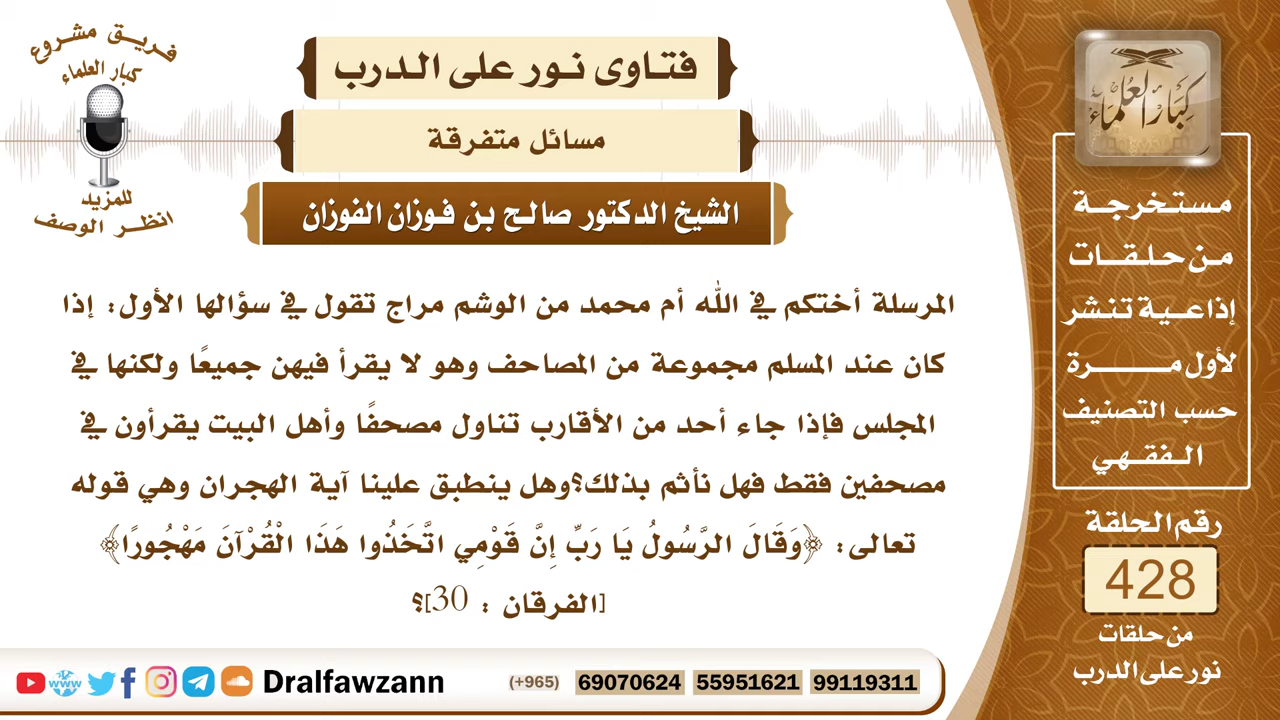 فريق مشروع
كبار العلماء
للمزيد
انظر الوصف
فتاوى نور على الدرب
مسائل متفرقة
الشيخ الدكتور صالح بن فوزان الفوزان
المرسلة أختكم في الله أم محمد من الوشم مراج تقول في سؤالها الأول: إذا
كان عند المسلم مجموعة من المصاحف وهو لا يقرأ فيهن جميعًا ولكنها في
المجلس فإذا جاء أحد من الأقارب تناول مصحفًا وأهل البيت يقرأون في
مصحفين فقط فهل نأثم بذلك؟وهل ينطبق علينا آية الهجران وهي قوله
تعالى: ﴿وَقَالَ الرَّسُولُ يَا رَبِّ إِنَّ قَوْمِي اتَّخَذُوا هَذَا الْقُرْآنَ مَهْجُورًا﴾
[الفرقان : 30]؟
كِبَارُ العُلَمَاءِ
مستخرجة
من حلقات
إذاعية تنشر
لأول مرة
حسب التصنيف
الفقهي
رقم الحلقة
428
من حلقات
نور على الدرب
www
Dralfawzann
(+965) 69070624 55951621 99119311